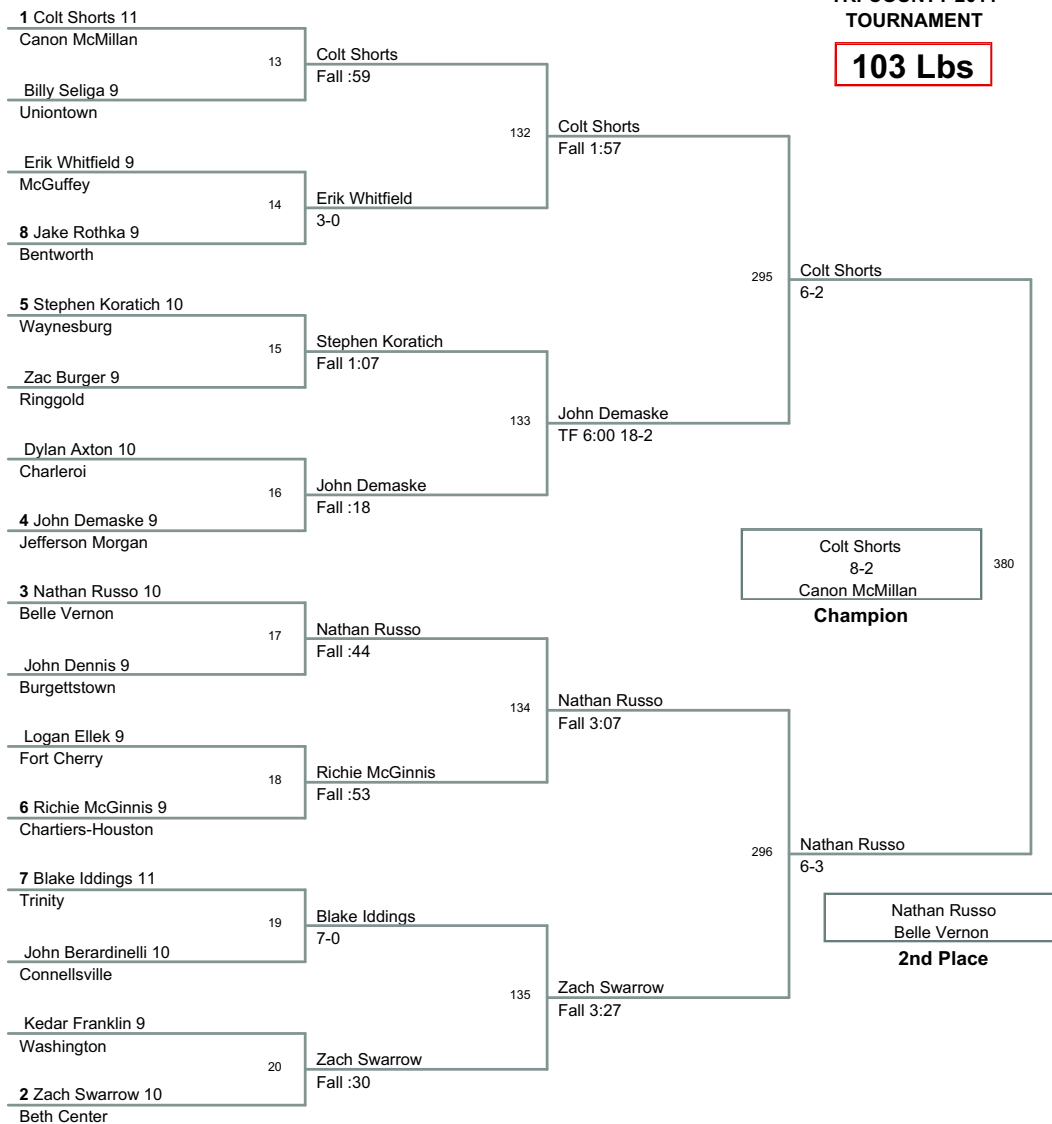 TOURNAMENT
103 Lbs
1 Colt Shorts 11
Canon McMillan
13
Colt Shorts
Fall :59
Billy Seliga 9
Uniontown
132
Colt Shorts
Fall 1:57
Erik Whitfield 9
McGuffey
14
Erik Whitfield
3-0
8 Jake Rothka 9
Bentworth
295
Colt Shorts
6-2
5 Stephen Koratich 10
Waynesburg
15
Stephen Koratich
Fall 1:07
Zac Burger 9
Ringgold
133
John Demaske
TF 6:00 18-2
Dylan Axton 10
Charleroi
16
John Demaske
Fall :18
4 John Demaske 9
Jefferson Morgan
Colt Shorts
8-2
Canon McMillan
380
Champion
3 Nathan Russo 10
Belle Vernon
17
Nathan Russo
Fall :44
John Dennis 9
Burgettstown
134
Nathan Russo
Fall 3:07
Logan Ellek 9
Fort Cherry
18
Richie McGinnis
Fall :53
6 Richie McGinnis 9
Chartiers-Houston
296
Nathan Russo
6-3
7 Blake Iddings 11
Trinity
19
Blake Iddings
7-0
Nathan Russo
Belle Vernon
2nd Place
John Berardinelli 10
Connellsville
135
Zach Swarrow
Fall 3:27
Kedar Franklin 9
Washington
20
Zach Swarrow
Fall :30
2 Zach Swarrow 10
Beth Center